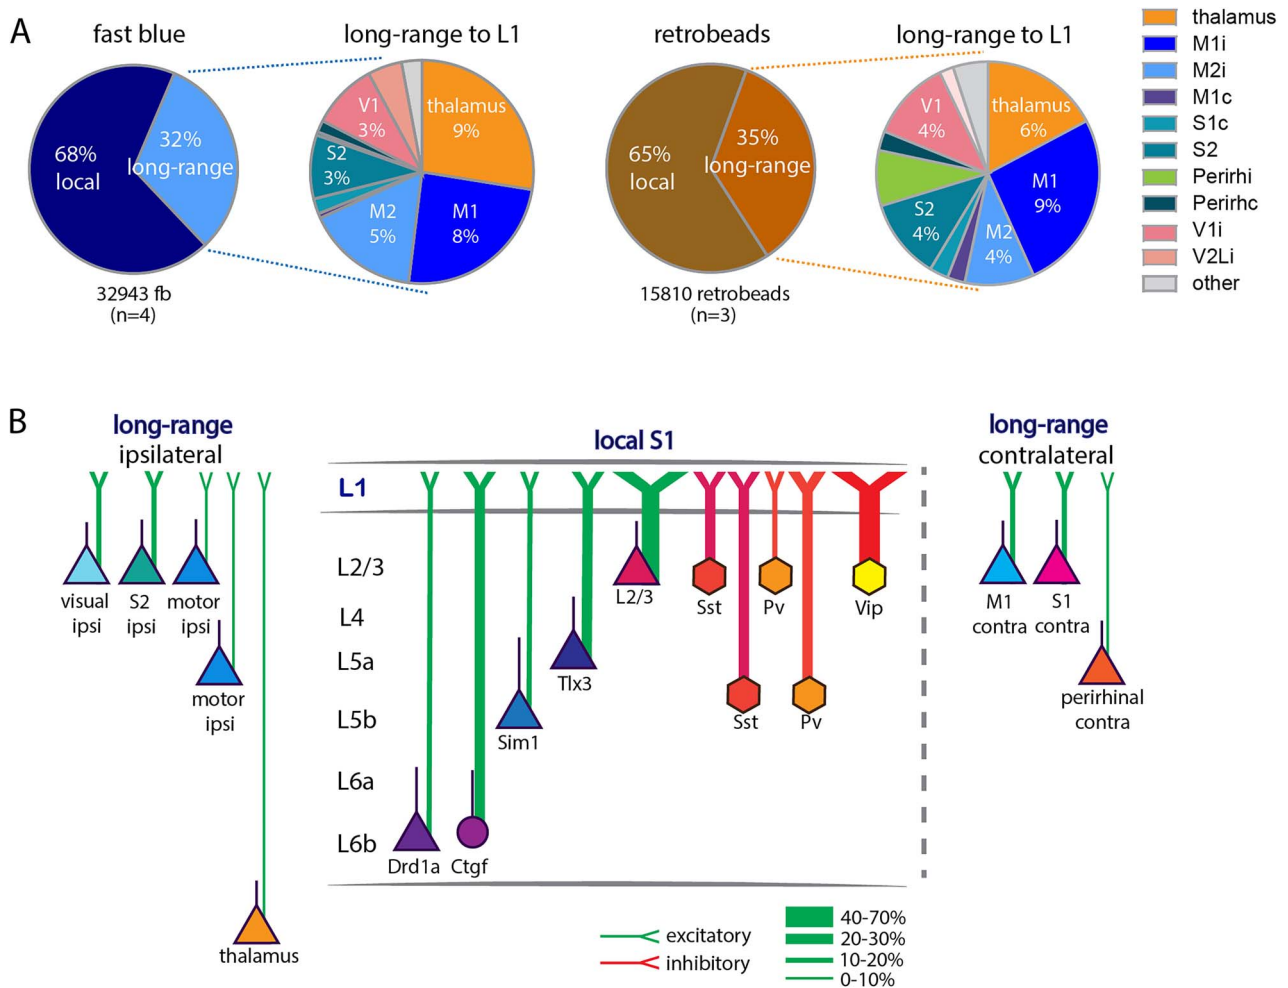 A
fast blue
long-range to L1
retrobeads
long-range to L1
68%
local
32%
long-range
32943 fb
(n=4)
thalamus
9%
M1
8%
M2
5%
S2
3%
V1
3%
65%
local
35%
long-range
15810 retrobeads
(n=3)
thalamus
6%
M1
9%
M2
4%
S2
4%
V1
4%
thalamus
M1i
M2i
M1c
S1c
S2
Perirhi
Perirhc
V1i
V2Li
other
B
long-range
ipsilateral
visual
ipsi
S2
ipsi
motor
ipsi
motor
ipsi
thalamus
local S1
L1
L2/3
L4
L5a
L5b
L6a
L6b
Drd1a
Ctgf
Sim1
Tlx3
L2/3
Sst
Pv
Vip
Sst
Pv
long-range
contralateral
M1
contra
S1
contra
perirhinal
contra
excitatory
inhibitory
40-70%
20-30%
10-20%
0-10%